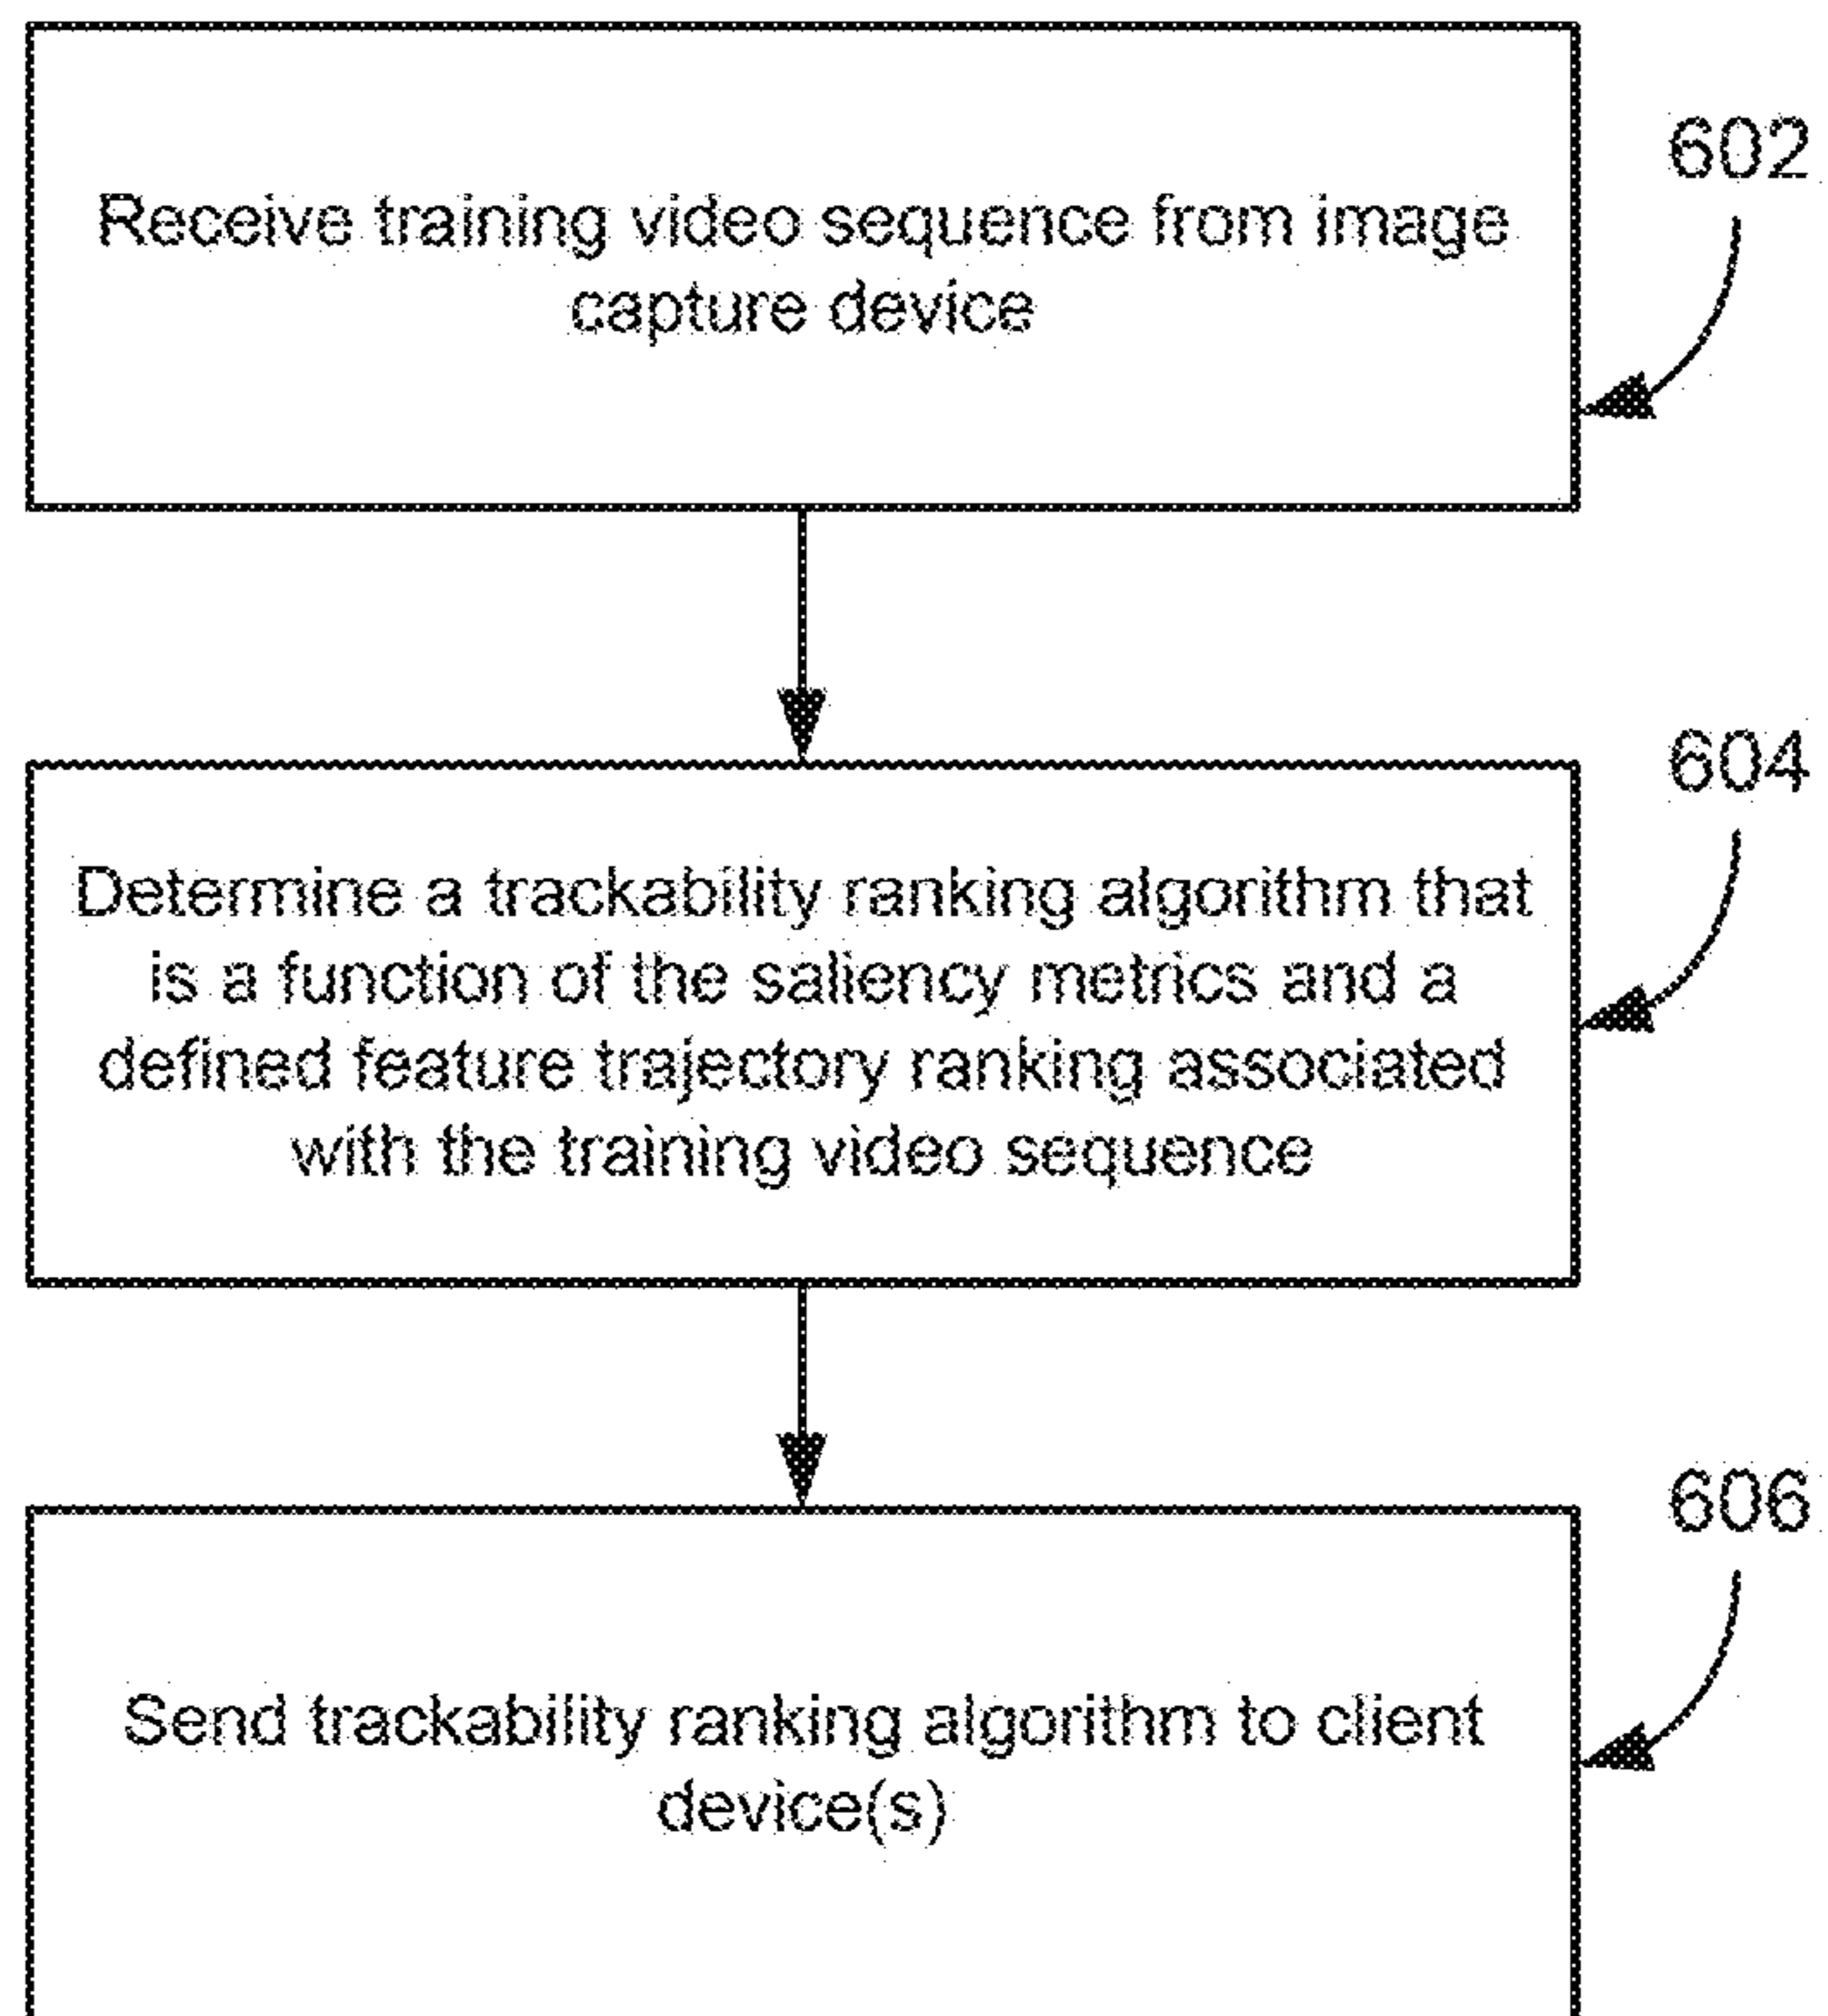 602
Receive training video sequence from image
capture device
604
Determine a trackability ranking algorithm that
is a function of the saliency metrics and a
defined feature trajectory ranking associated
with the training video sequence
606
Send trackability ranking algorithm to client
device(s)